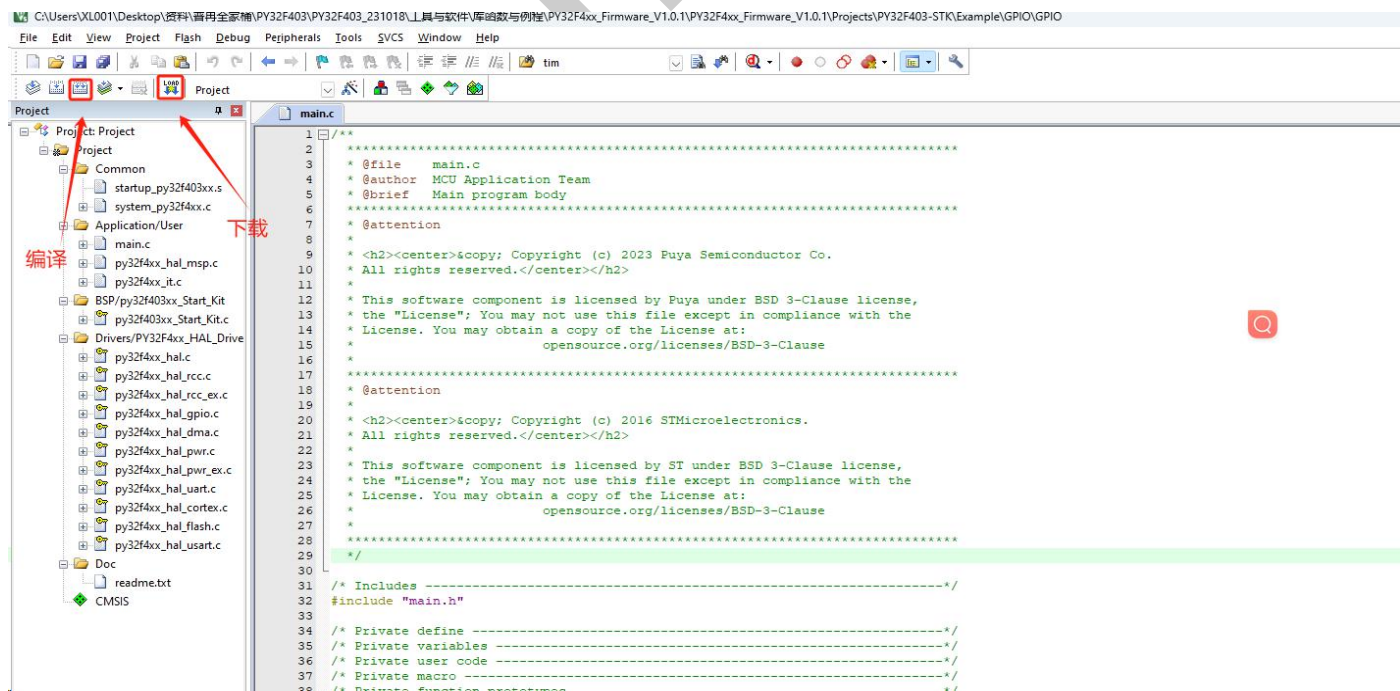 C:\Users\XL001\Desktop\资料\普冉全家桶\PY32F403\PY32F403_231018\工具与软件\库函数与例程\PY32F4xx_Firmware_V1.0.1\PY32F4xx_Firmware_V1.0.1\Projects\PY32F403-STK\Example\GPIO\GPIO
File Edit View Project Flash Debug Peripherals Tools SVCS Window Help
tim
LOAD
Project
Project
main.c
Project: Project
Project
Common
startup_py32f403xx.s
system_py32f4xx.c
Application/User
main.c
py32f4xx_hal_msp.c
py32f4xx_it.c
BSP/py32f403xx_Start_Kit
py32f403xx_Start_Kit.c
Drivers/PY32F4xx_HAL_Drive
py32f4xx_hal.c
py32f4xx_hal_rcc.c
py32f4xx_hal_rcc_ex.c
py32f4xx_hal_gpio.c
py32f4xx_hal_dma.c
py32f4xx_hal_pwr.c
py32f4xx_hal_pwr_ex.c
py32f4xx_hal_uart.c
py32f4xx_hal_cortex.c
py32f4xx_hal_flash.c
py32f4xx_hal_usart.c
Doc
readme.txt
CMSIS
编译
下载
1 /**
2 ******************************************************************************
3 * @file main.c
4 * @author MCU Application Team
5 * @brief Main program body
6 ******************************************************************************
7 * @attention
8 *
9 * <h2><center>&copy; Copyright (c) 2023 Puya Semiconductor Co.
10 * All rights reserved.</center></h2>
11 *
12 * This software component is licensed by Puya under BSD 3-Clause license,
13 * the "License"; You may not use this file except in compliance with the
14 * License. You may obtain a copy of the License at:
15 * opensource.org/licenses/BSD-3-Clause
16 *
17 ******************************************************************************
18 * @attention
19 *
20 * <h2><center>&copy; Copyright (c) 2016 STMicroelectronics.
21 * All rights reserved.</center></h2>
22 *
23 * This software component is licensed by ST under BSD 3-Clause license,
24 * the "License"; You may not use this file except in compliance with the
25 * License. You may obtain a copy of the License at:
26 * opensource.org/licenses/BSD-3-Clause
27 *
28 ******************************************************************************
29 */
30
31 /* Includes ------------------------------------------------------------------*/
32 #include "main.h"
33
34 /* Private define ------------------------------------------------------------*/
35 /* Private variables ---------------------------------------------------------*/
36 /* Private user code ---------------------------------------------------------*/
37 /* Private macro -------------------------------------------------------------*/
38 /* Private function prototypes -----------------------------------------------*/